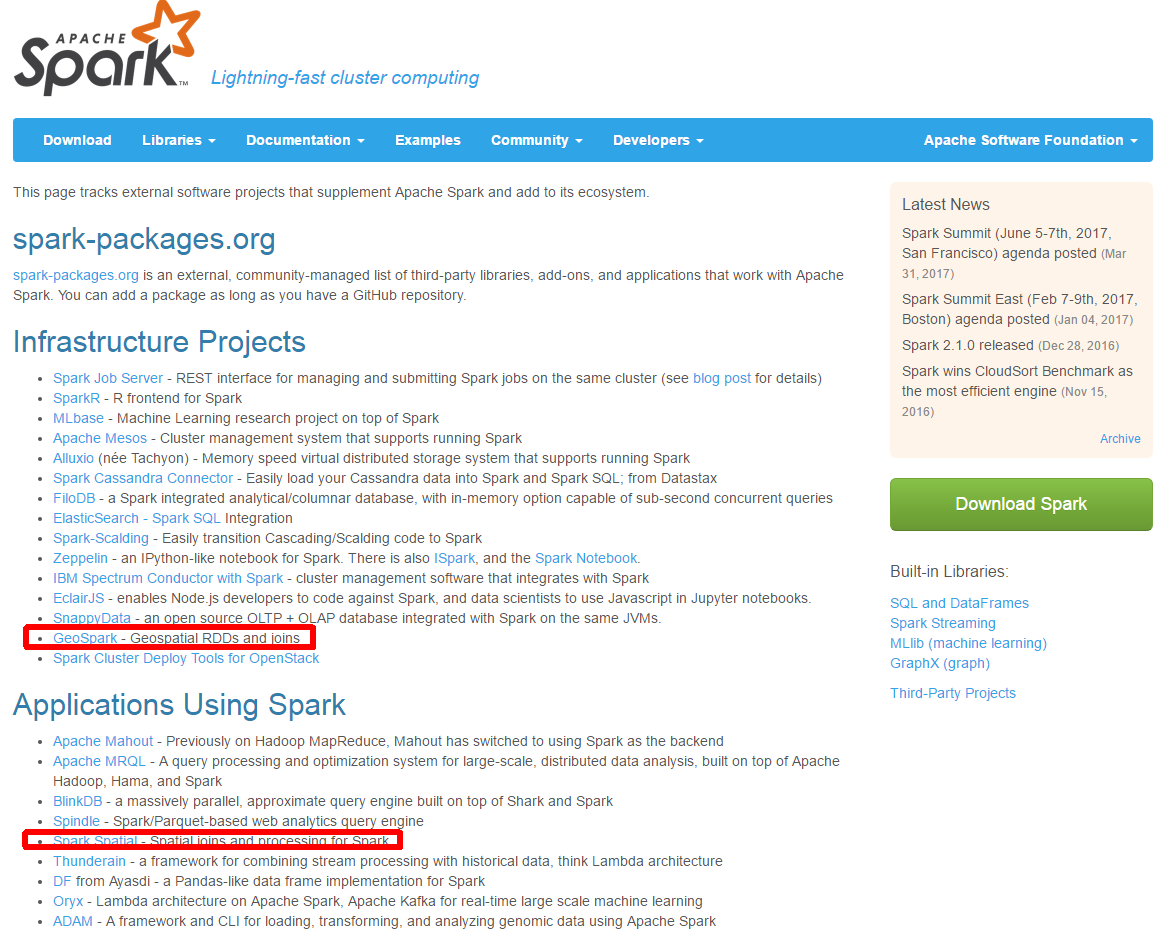 APACHE
Spark™
Lightning-fast cluster computing
Download Libraries Documentation Examples Community Developers Apache Software Foundation
This page tracks external software projects that supplement Apache Spark and add to its ecosystem.
spark-packages.org
spark-packages.org is an external, community-managed list of third-party libraries, add-ons, and applications that work with Apache
Spark. You can add a package as long as you have a GitHub repository.
Infrastructure Projects
• Spark Job Server - REST interface for managing and submitting Spark jobs on the same cluster (see blog post for details)
• SparkR - R frontend for Spark
• MLbase - Machine Learning research project on top of Spark
• Apache Mesos - Cluster management system that supports running Spark
• Alluxio (née Tachyon) - Memory speed virtual distributed storage system that supports running Spark
• Spark Cassandra Connector - Easily load your Cassandra data into Spark and Spark SQL; from Datastax
• FiloDB - a Spark integrated analytical/columnar database, with in-memory option capable of sub-second concurrent queries
• ElasticSearch - Spark SQL Integration
• Spark-Scalding - Easily transition Cascading/Scalding code to Spark
• Zeppelin - an IPython-like notebook for Spark. There is also ISpark, and the Spark Notebook.
• IBM Spectrum Conductor with Spark - cluster management software that integrates with Spark
• EclairJS - enables Node.js developers to code against Spark, and data scientists to use Javascript in Jupyter notebooks.
• SnappyData - an open source OLTP + OLAP database integrated with Spark on the same JVMs.
• GeoSpark - Geospatial RDDs and joins
• Spark Cluster Deploy Tools for OpenStack
Applications Using Spark
• Apache Mahout - Previously on Hadoop MapReduce, Mahout has switched to using Spark as the backend
• Apache MRQL - A query processing and optimization system for large-scale, distributed data analysis, built on top of Apache
Hadoop, Hama, and Spark
• BlinkDB - a massively parallel, approximate query engine built on top of Shark and Spark
• Spindle - Spark/Parquet-based web analytics query engine
• Spark Spatial - Spatial joins and processing for Spark
• Thunderain - a framework for combining stream processing with historical data, think Lambda architecture
• DF from Ayasdi - a Pandas-like data frame implementation for Spark
• Oryx - Lambda architecture on Apache Spark, Apache Kafka for real-time large scale machine learning
• ADAM - A framework and CLI for loading, transforming, and analyzing genomic data using Apache Spark
Latest News
Spark Summit (June 5-7th, 2017,
San Francisco) agenda posted (Mar
31, 2017)
Spark Summit East (Feb 7-9th, 2017,
Boston) agenda posted (Jan 04, 2017)
Spark 2.1.0 released (Dec 28, 2016)
Spark wins CloudSort Benchmark as
the most efficient engine (Nov 15,
2016)
Archive
Download Spark
Built-in Libraries:
SQL and DataFrames
Spark Streaming
MLlib (machine learning)
GraphX (graph)
Third-Party Projects